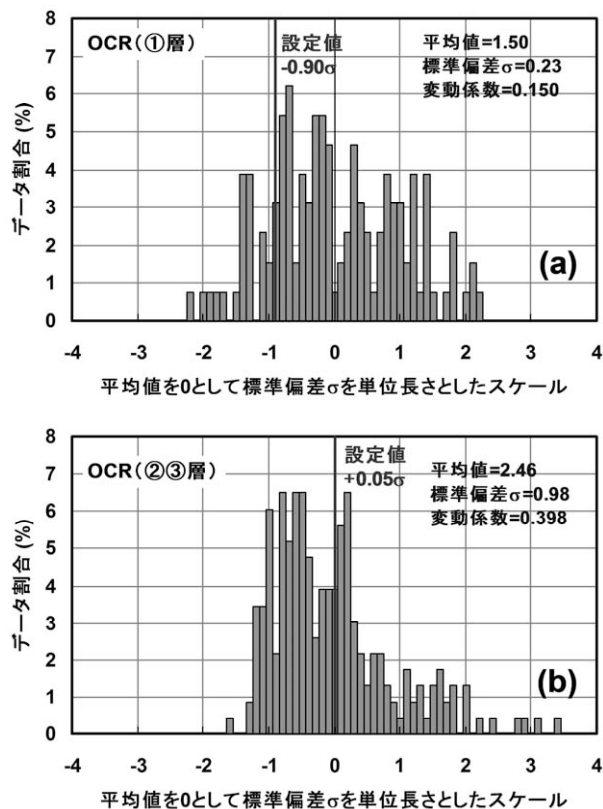 8
7
6
5
4
3
2
1
0
データ割合 (%)
OCR(①層)
設定値
-0.90σ
平均値=1.50
標準偏差σ=0.23
変動係数=0.150
(a)
-4 -3 -2 -1 0 1 2 3 4
平均値を0として標準偏差σを単位長さとしたスケール
8
7
6
5
4
3
2
1
0
データ割合 (%)
OCR(②③層)
設定値
+0.05σ
平均値=2.46
標準偏差σ=0.98
変動係数=0.398
(b)
-4 -3 -2 -1 0 1 2 3 4
平均値を0として標準偏差σを単位長さとしたスケール